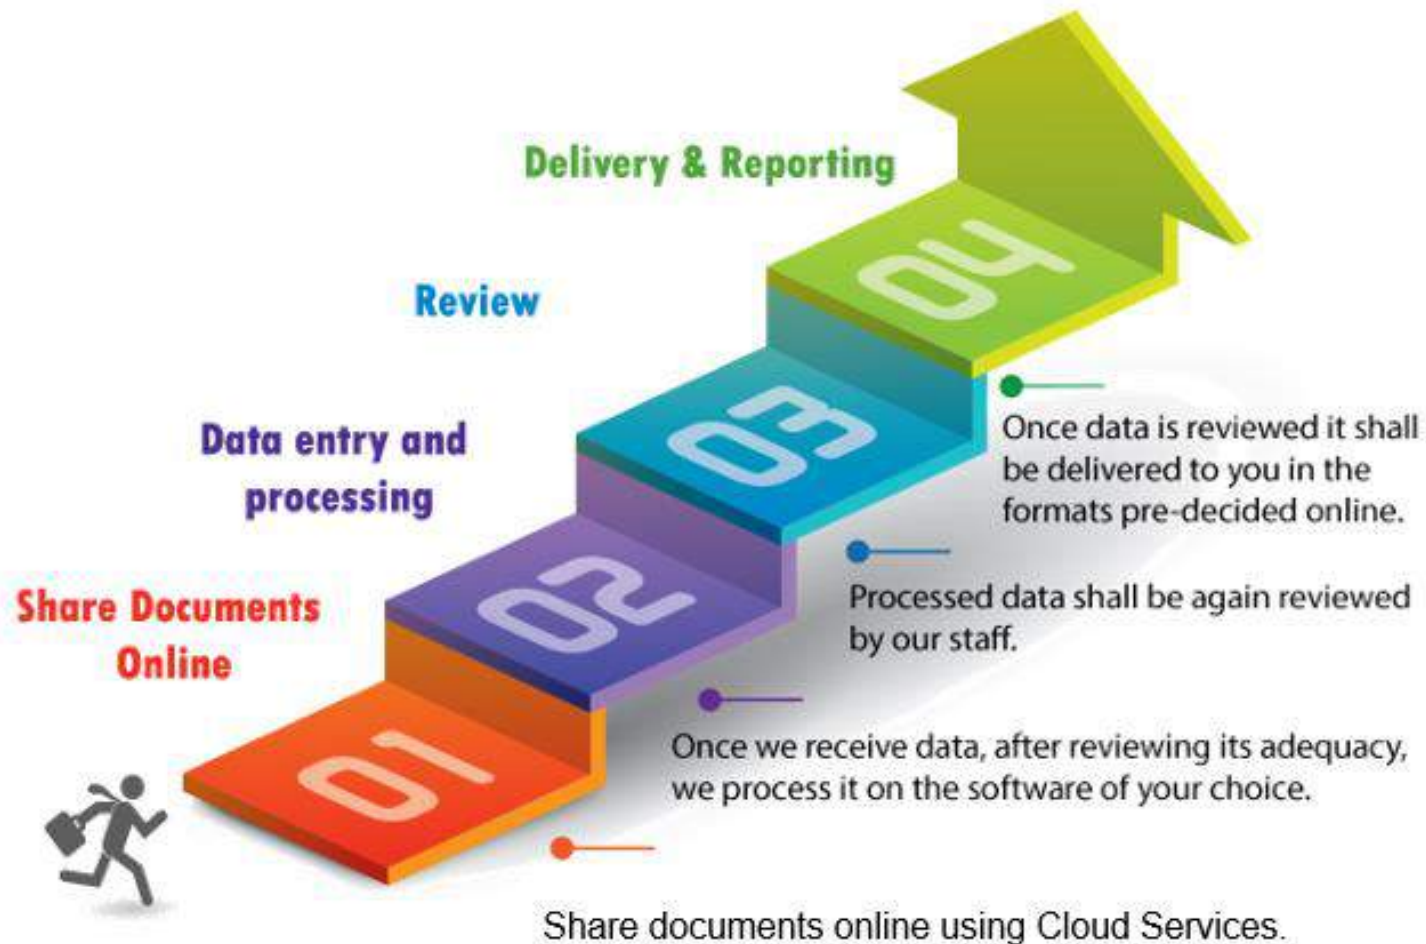 Delivery & Reporting
04
Review
03
Once data is reviewed it shall
be delivered to you in the
formats pre-decided online.
Data entry and
processing
02
Processed data shall be again reviewed
by our staff.
Share Documents
Online
01
Once we receive data, after reviewing its adequacy,
we process it on the software of your choice.
Share documents online using Cloud Services.